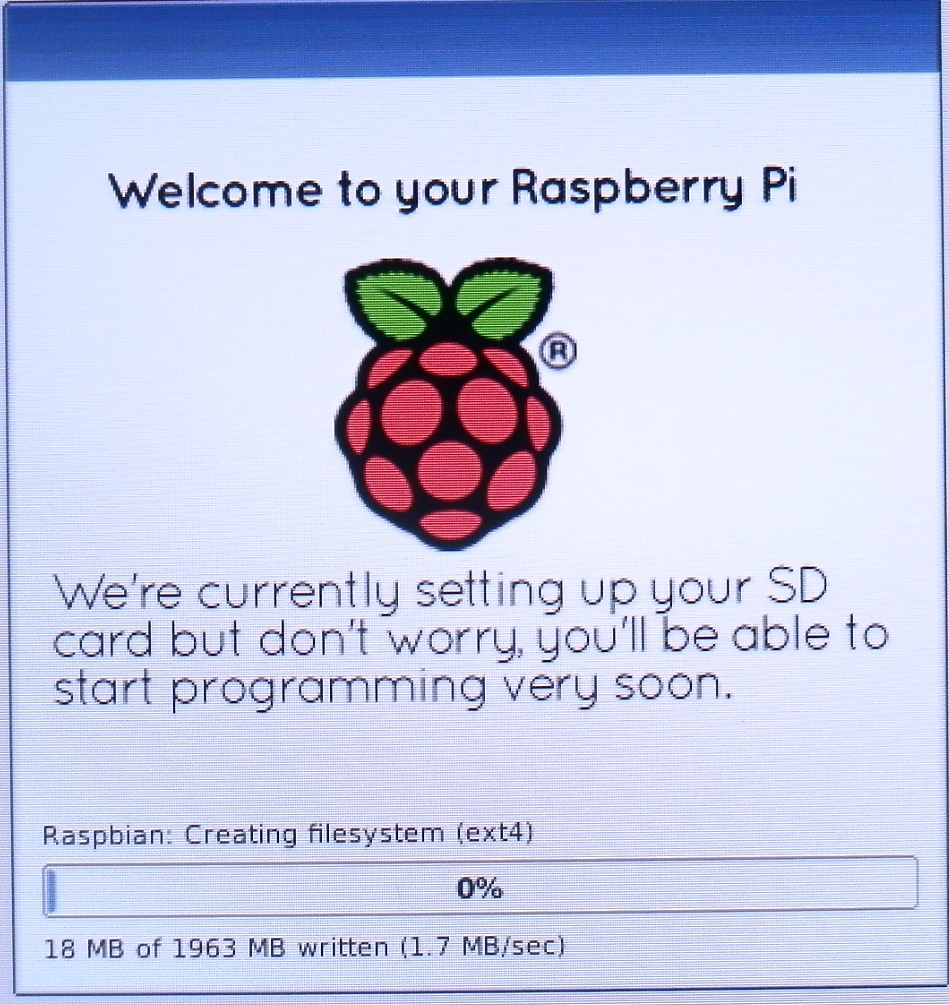 Welcome to your Raspberry Pi
®
We're currently setting up your SD
card but don't worry, you'll be able to
start programming very soon.
Raspbian: Creating filesystem (ext4)
0%
18 MB of 1963 MB written (1.7 MB/sec)